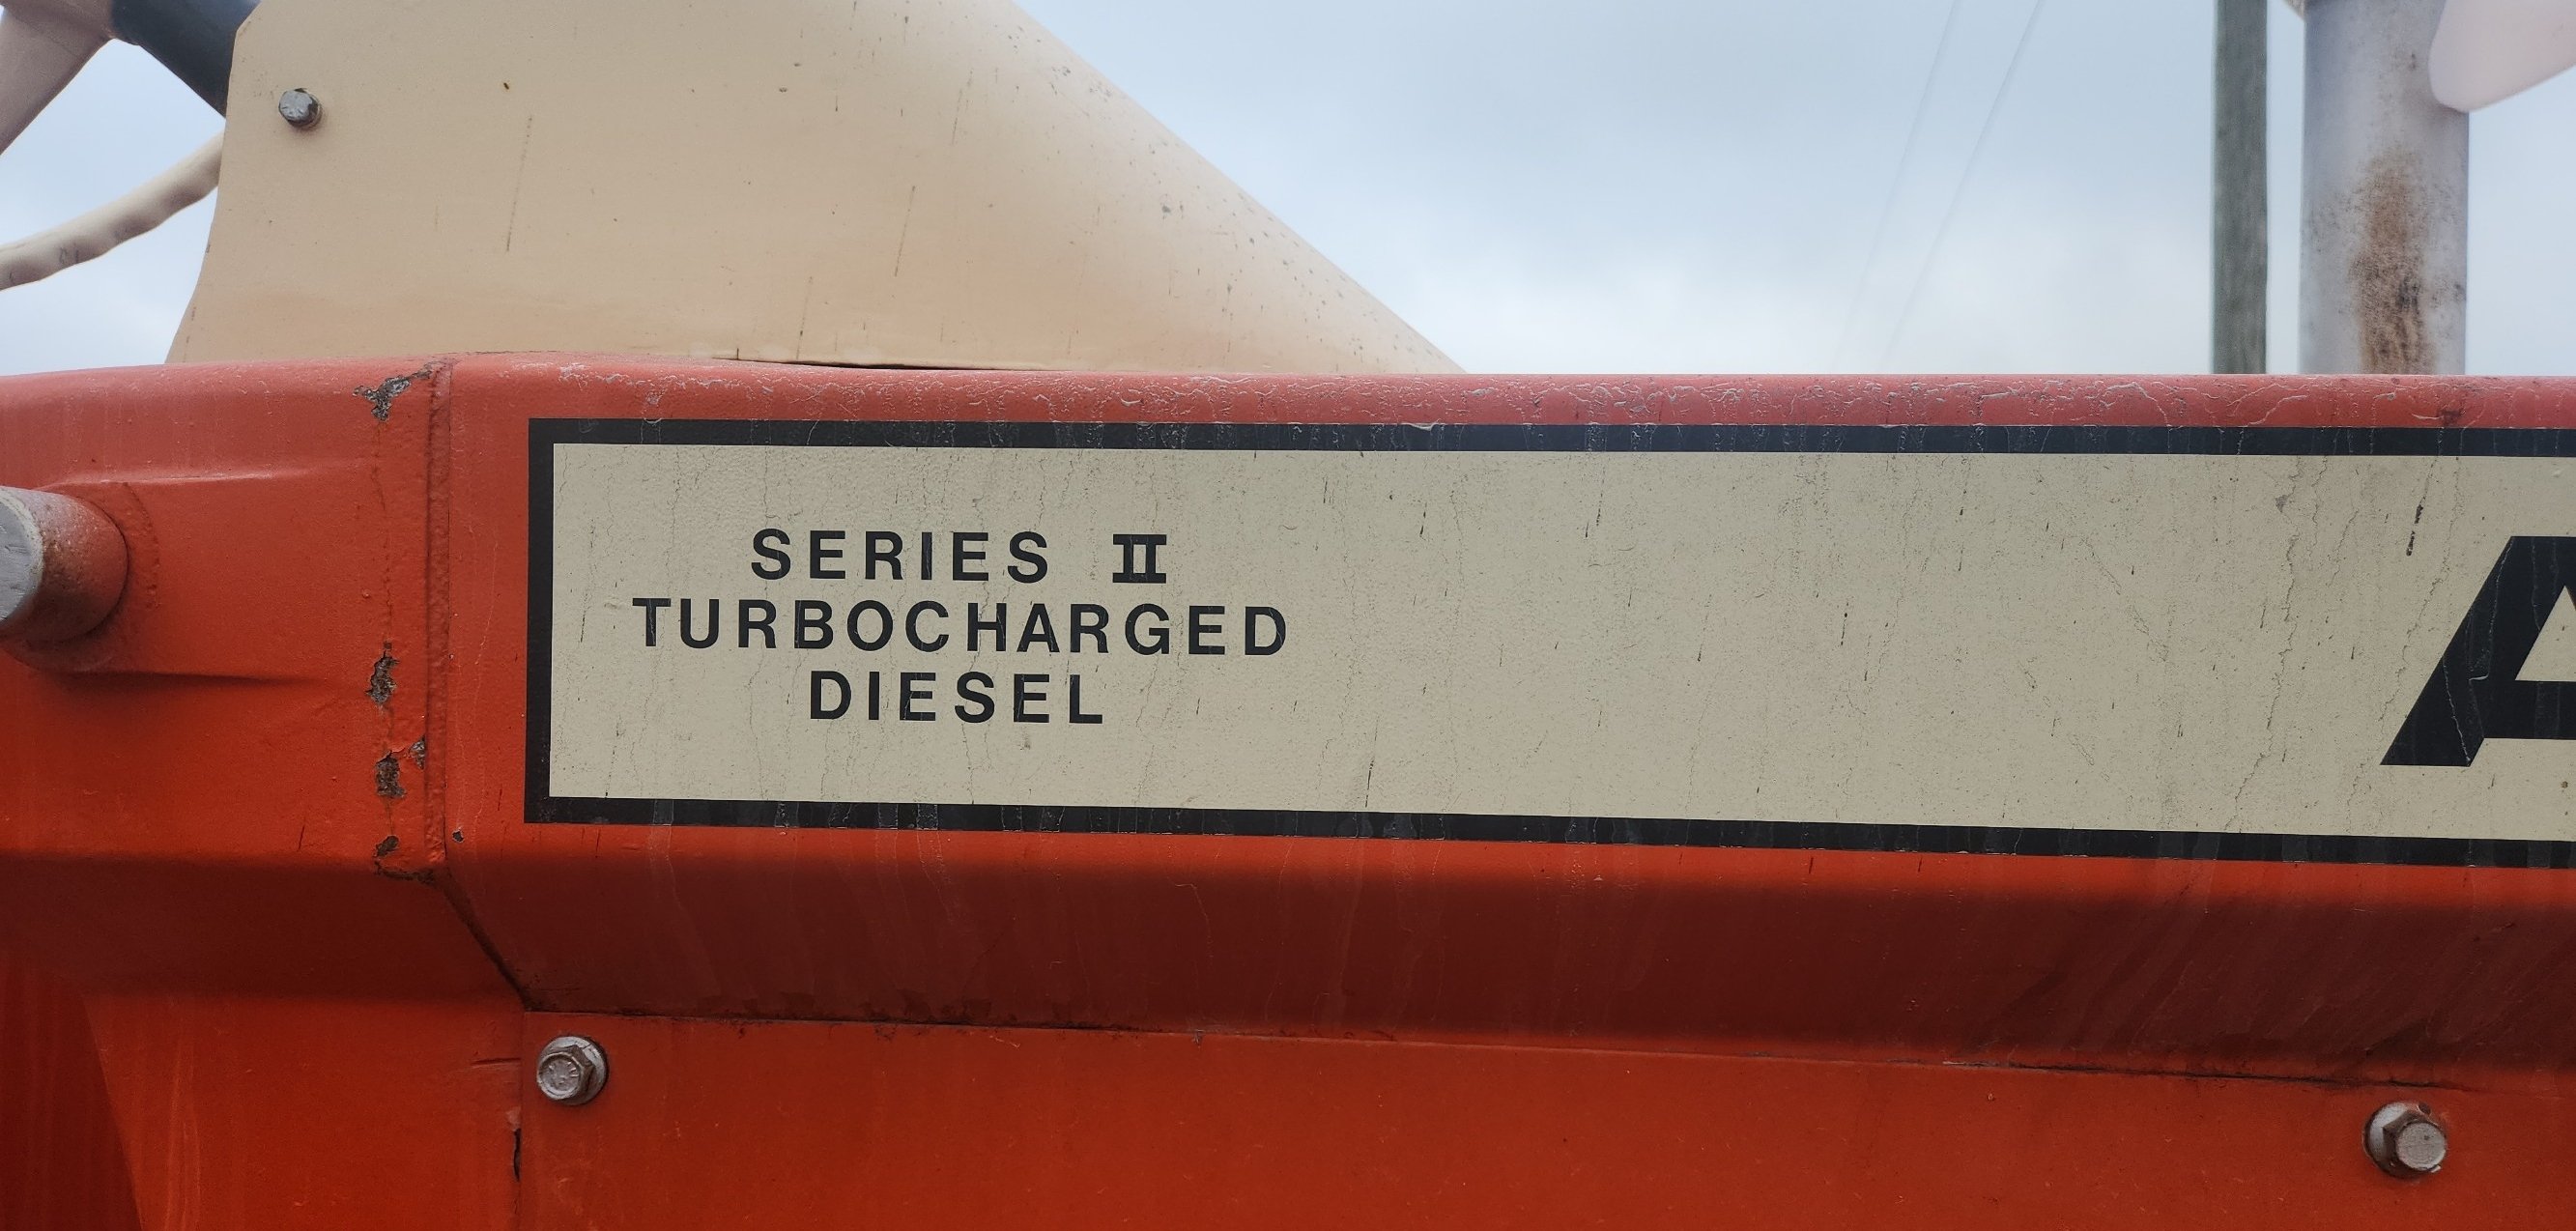 SERIES II
TURBOCHARGED
DIESEL
A